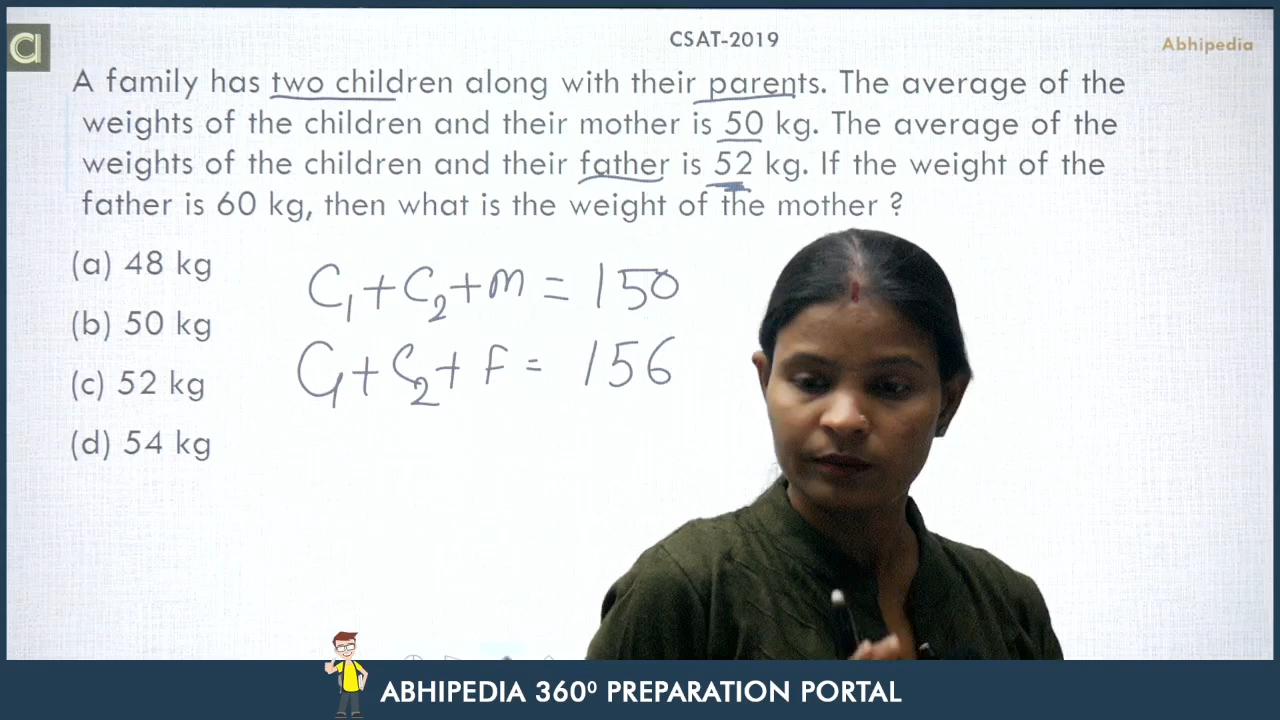 CSAT-2019
Abhipedia
A family has two children along with their parents. The average of the
weights of the children and their mother is 50 kg. The average of the
weights of the children and their father is 52 kg. If the weight of the
father is 60 kg, then what is the weight of the mother ?
(a) 48 kg
(b) 50 kg
(c) 52 kg
(d) 54 kg
C₁+C₂+m = 150
C₁+C₂+F = 156
ABHIPEDIA 360⁰ PREPARATION PORTAL